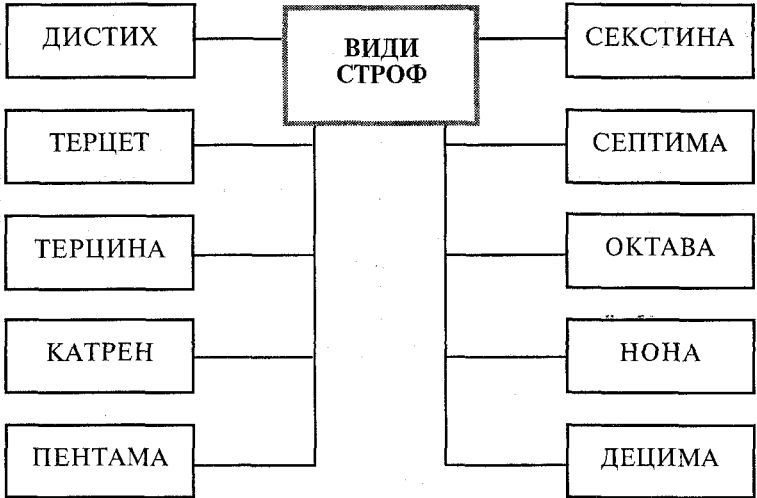 ВИДИ
СТРОФ
ДИСТИХ
ТЕРЦЕТ
ТЕРЦИНА
КАТРЕН
ПЕНТАМА
СЕКСТИНА
СЕПТИМА
ОКТАВА
НОНА
ДЕЦИМА